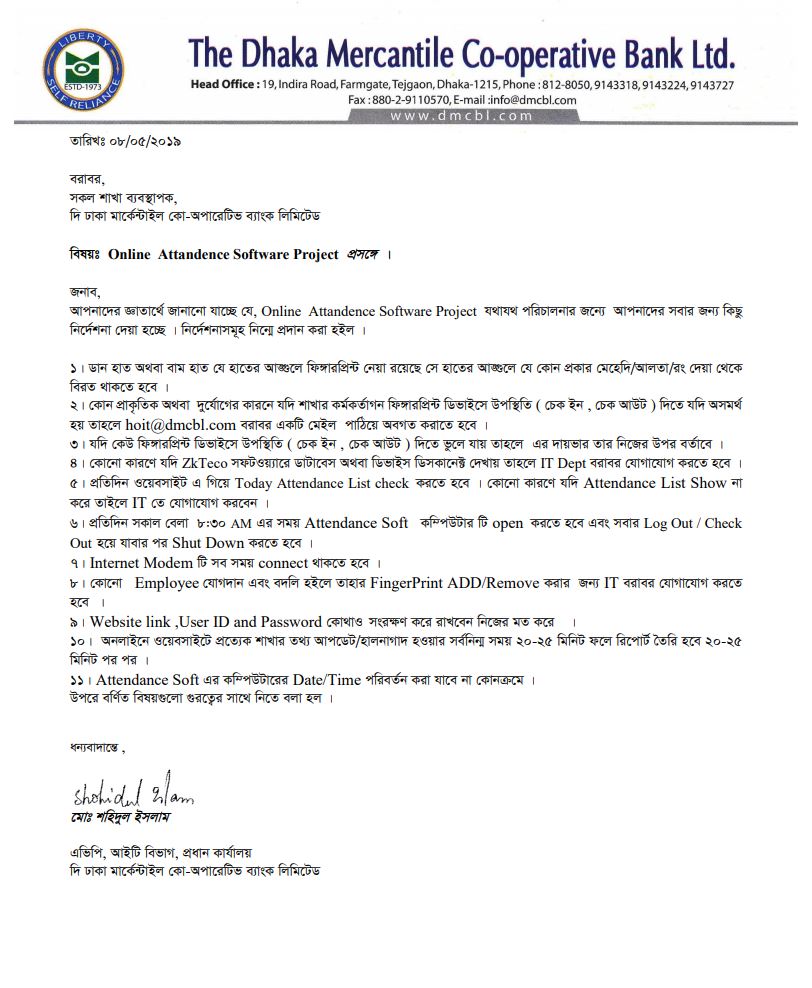 LIBERTY
ESTD-1973
SELF RELIANCE
The Dhaka Mercantile Co-operative Bank Ltd.
Head Office : 19, Indira Road, Farmgate, Tejgaon, Dhaka-1215, Phone : 812-8050, 9143318, 9143224, 9143727
Fax : 880-2-9110570, E-mail :info@dmcbl.com
www.dmcbl.com
তারিখঃ ০৮/০৫/২০১৯
বরাবর,
সকল শাখা ব্যবস্থাপক,
দি ঢাকা মার্কেন্টাইল কো-অপারেটিভ ব্যাংক লিমিটেড
বিষয়ঃ Online Attandence Software Project প্রসঙ্গে ।
জনাব,
আপনাদের জ্ঞাতার্থে জানানো যাচ্ছে যে, Online Attandence Software Project যথাযথ পরিচালনার জন্যে আপনাদের সবার জন্য কিছু
নির্দেশনা দেয়া হচ্ছে । নির্দেশনাসমূহ নিম্নে প্রদান করা হইল ।
১। ডান হাত অথবা বাম হাত যে হাতের আঙ্গুলে ফিঙ্গারপ্রিন্ট নেয়া রয়েছে সে হাতের আঙ্গুলে যে কোন প্রকার মেহেদি/আলতা/রং দেয়া থেকে
বিরত থাকতে হবে ।
২। কোন প্রাকৃতিক অথবা দুর্যোগের কারনে যদি শাখার কর্মকর্তাগন ফিঙ্গারপ্রিন্ট ডিভাইসে উপস্থিতি ( চেক ইন , চেক আউট ) দিতে যদি অসমর্থ
হয় তাহলে hoit@dmcbl.com বরাবর একটি মেইল পাঠিয়ে অবগত করাতে হবে ।
৩। যদি কেউ ফিঙ্গারপ্রিন্ট ডিভাইসে উপস্থিতি ( চেক ইন , চেক আউট ) দিতে ভুলে যায় তাহলে এর দায়ভার তার নিজের উপর বর্তাবে ।
৪। কোনো কারণে যদি ZkTeco সফটওয়্যারে ডাটাবেস অথবা ডিভাইস ডিসকানেক্ট দেখায় তাহলে IT Dept বরাবর যোগাযোগ করতে হবে ।
৫। প্রতিদিন ওয়েবসাইট এ গিয়ে Today Attendance List check করতে হবে । কোনো কারণে যদি Attendance List Show না
করে তাইলে IT তে যোগাযোগ করবেন ।
৬। প্রতিদিন সকাল বেলা ৮:৩০ AM এর সময় Attendance Soft কম্পিউটার টি open করতে হবে এবং সবার Log Out / Check
Out হয়ে যাবার পর Shut Down করতে হবে ।
৭। Internet Modem টি সব সময় connect থাকতে হবে ।
৮। কোনো Employee যোগদান এবং বদলি হইলে তাহার FingerPrint ADD/Remove করার জন্য IT বরাবর যোগাযোগ করতে
হবে ।
৯। Website link ,User ID and Password কোথাও সংরক্ষণ করে রাখবেন নিজের মত করে ।
১০। অনলাইনে ওয়েবসাইটে প্রত্যেক শাখার তথ্য আপডেট/হালনাগাদ হওয়ার সর্বনিম্ন সময় ২০-২৫ মিনিট ফলে রিপোর্ট তৈরি হবে ২০-২৫
মিনিট পর পর ।
১১। Attendance Soft এর কম্পিউটারের Date/Time পরিবর্তন করা যাবে না কোনক্রমে ।
উপরে বর্ণিত বিষয়গুলো গুরত্বের সাথে নিতে বলা হল ।
ধন্যবাদান্তে ,
Shohidul Islam
মোঃ শহিদুল ইসলাম
এভিপি, আইটি বিভাগ, প্রধান কার্যালয়
দি ঢাকা মার্কেন্টাইল কো-অপারেটিভ ব্যাংক লিমিটেড